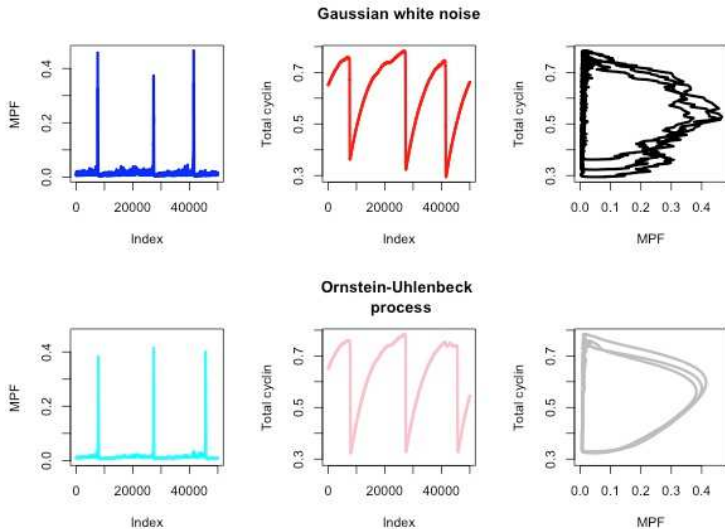 Gaussian white noise
MPF
0.0 0.2 0.4
0 20000 40000
Index
Total cyclin
0.3 0.5 0.7
0 20000 40000
Index
Total cyclin
0.3 0.5 0.7
0.0 0.1 0.2 0.3 0.4
MPF
Ornstein-Uhlenbeck
process
MPF
0.0 0.2 0.4
0 20000 40000
Index
Total cyclin
0.3 0.5 0.7
0 20000 40000
Index
Total cyclin
0.3 0.5 0.7
0.0 0.1 0.2 0.3 0.4
MPF